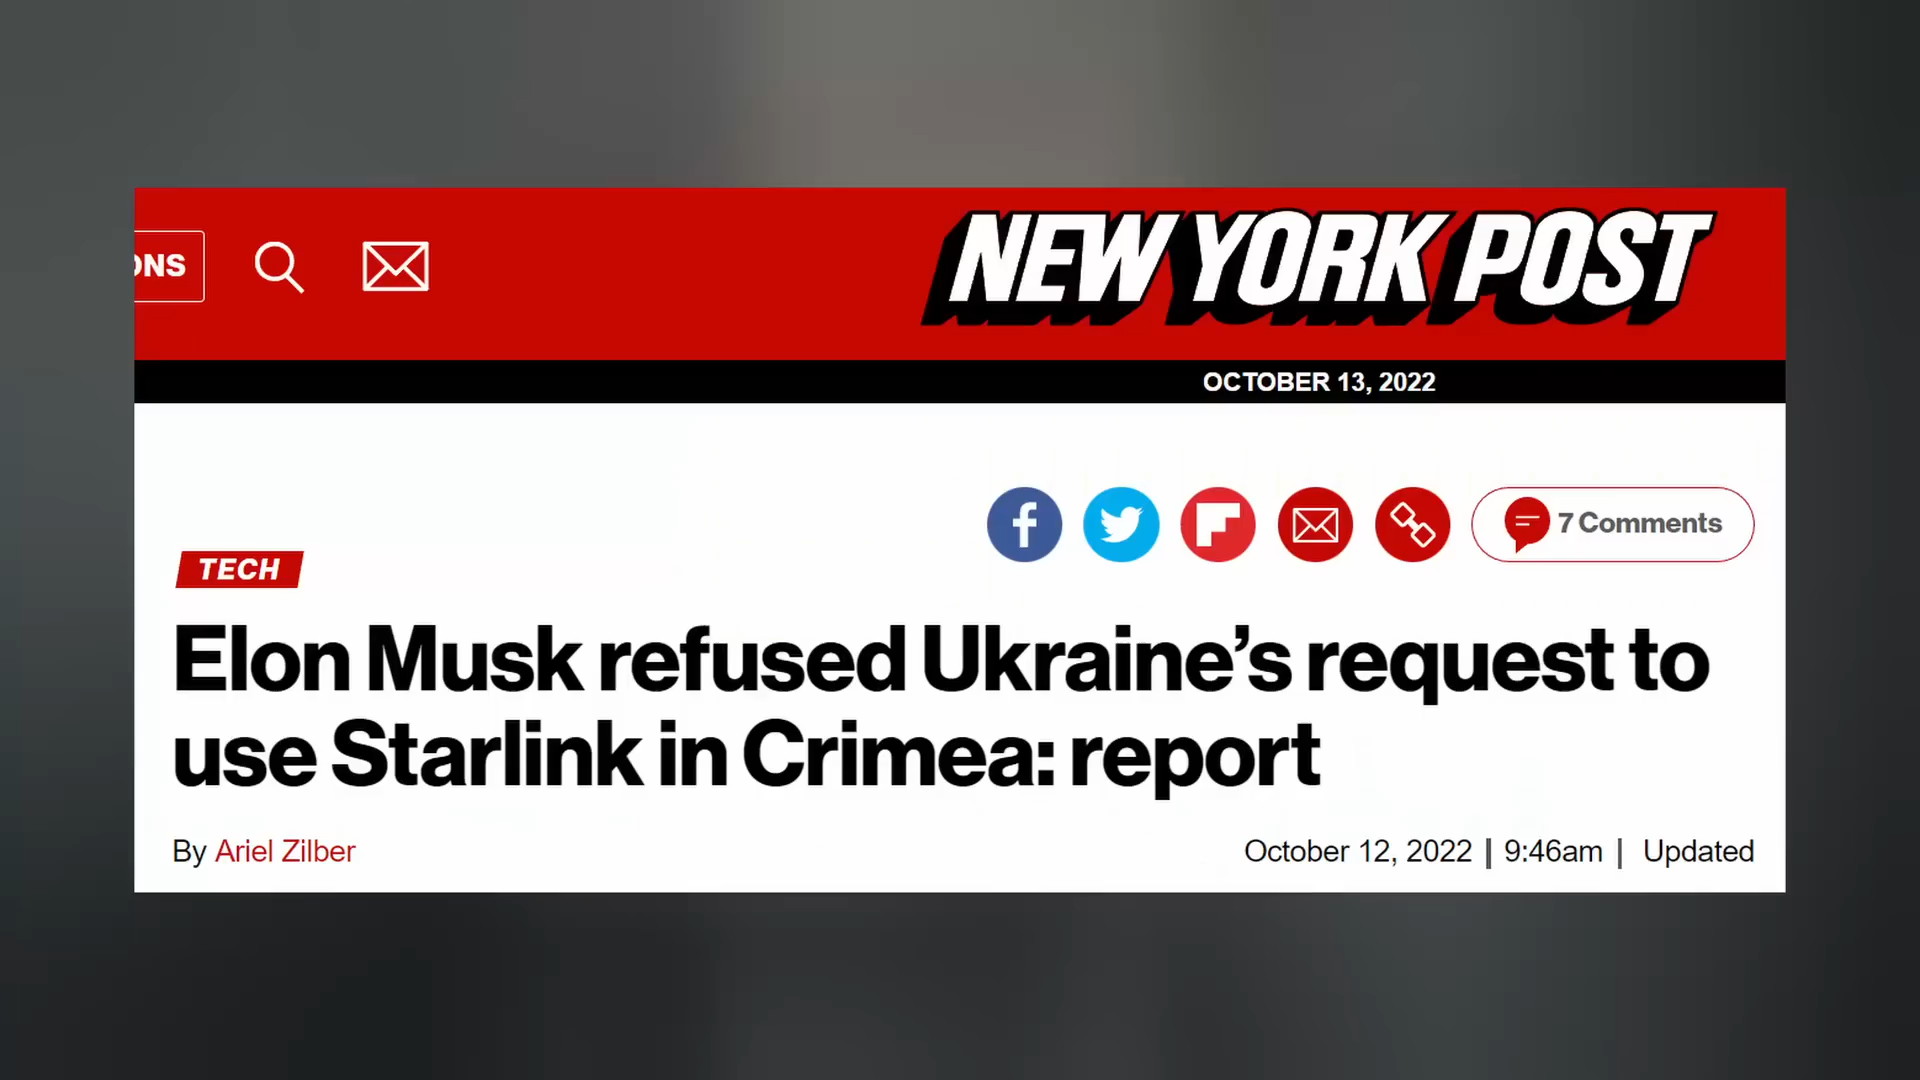 ONS
NEW YORK POST
OCTOBER 13, 2022
7 Comments
TECH
Elon Musk refused Ukraine’s request to
use Starlink in Crimea: report
By Ariel Zilber
October 12, 2022 | 9:46am | Updated